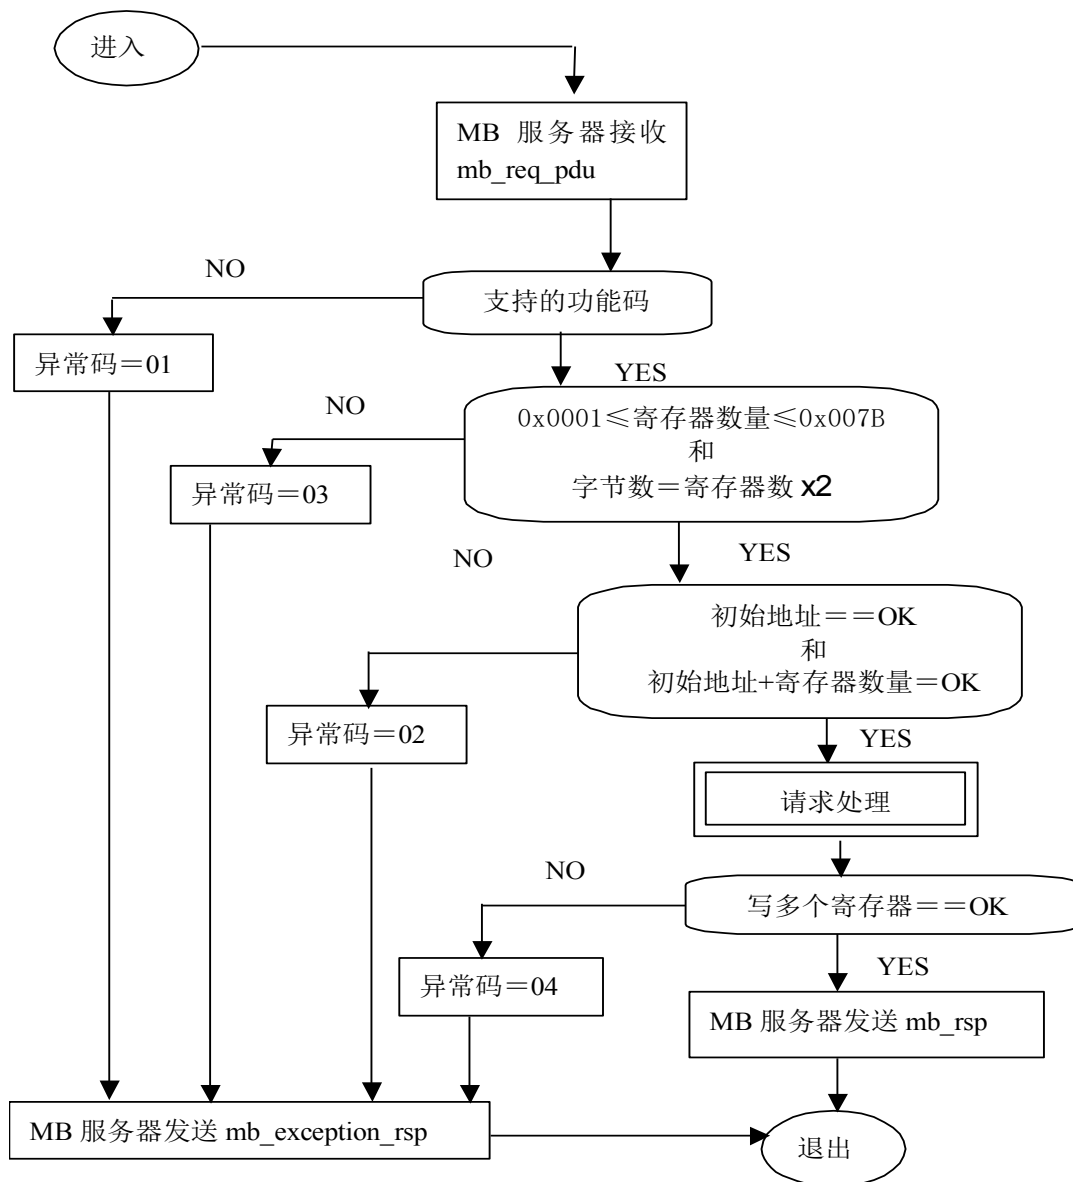 进入
MB 服务器接收
mb_req_pdu
NO
支持的功能码
异常码＝01
YES
NO
0x0001≤寄存器数量≤0x007B
和
字节数＝寄存器数 x2
异常码＝03
NO
YES
初始地址＝＝OK
和
初始地址+寄存器数量＝OK
异常码＝02
YES
请求处理
NO
写多个寄存器＝＝OK
YES
异常码＝04
MB 服务器发送 mb_rsp
MB 服务器发送 mb_exception_rsp
退出